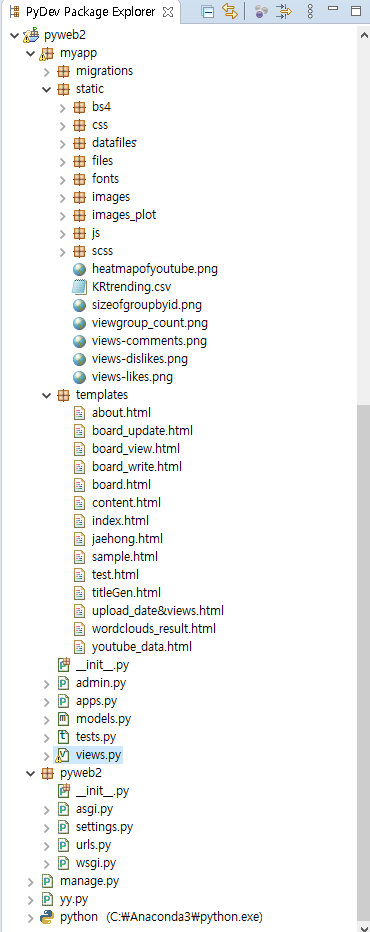 PyDev Package Explorer
pyweb2
myapp
migrations
static
bs4
css
datafiles
files
fonts
images
images_plot
js
scss
heatmapofyoutube.png
KRtrending.csv
sizeofgroupbyid.png
viewgroup_count.png
views-comments.png
views-dislikes.png
views-likes.png
templates
about.html
board_update.html
board_view.html
board_write.html
board.html
content.html
index.html
jaehong.html
sample.html
test.html
titleGen.html
upload_date&views.html
wordclouds_result.html
youtube_data.html
__init__.py
admin.py
apps.py
models.py
tests.py
views.py
pyweb2
__init__.py
asgi.py
settings.py
urls.py
wsgi.py
manage.py
yy.py
python (C:₩Anaconda3₩python.exe)